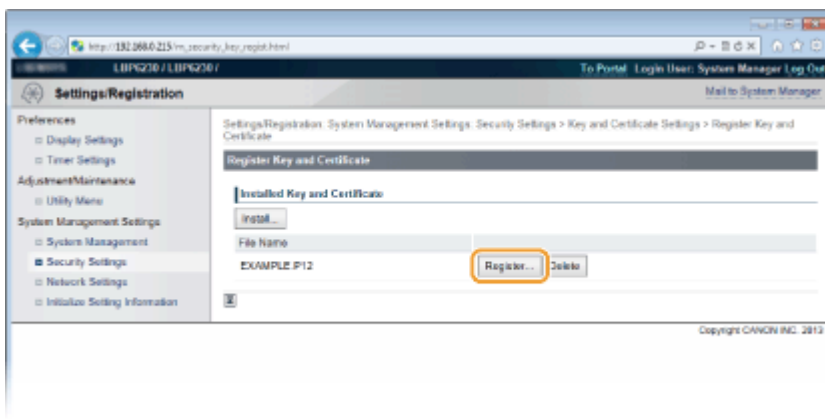 http://192.168.0.215/m_security_key_regist.html
LBP6230 / LBP6230 /
To Portal Login User: System Manager Log Out
Settings/Registration
Mail to System Manager
Preferences
Display Settings
Timer Settings
Adjustment/Maintenance
Utility Menu
System Management Settings
System Management
Security Settings
Network Settings
Initialize Setting Information
Settings/Registration: System Management Settings: Security Settings > Key and Certificate Settings > Register Key and
Certificate
Register Key and Certificate
Installed Key and Certificate
Install...
File Name
EXAMPLE.P12
Register...
Delete
Copyright CANON INC. 2013